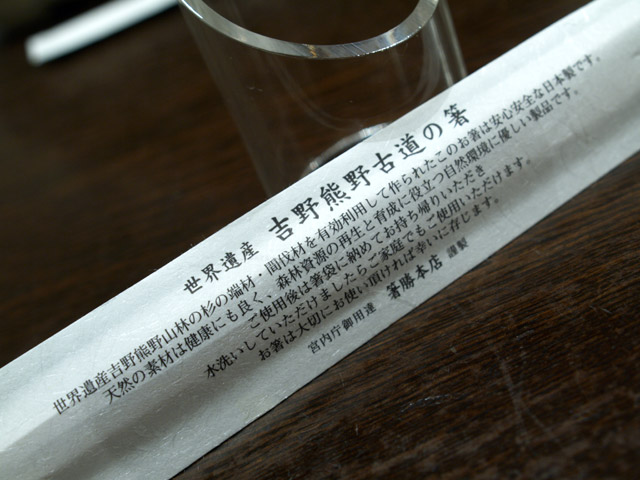 世界遺産 吉野熊野古道の箸
世界遺産吉野熊野山林の杉の端材・間伐材を有効利用して作られたこのお箸は安心安全な日本製です。
天然の素材は健康にも良く、森林資源の再生と育成に役立つ自然環境に優しい製品です。
ご使用後は箸袋に納めてお持ち帰りいただき
水洗いしていただけましたらご家庭でもご使用いただけます。
お箸は大切にお使い頂ければ幸いに存じます。
宮内庁御用達 箸勝本店 謹製